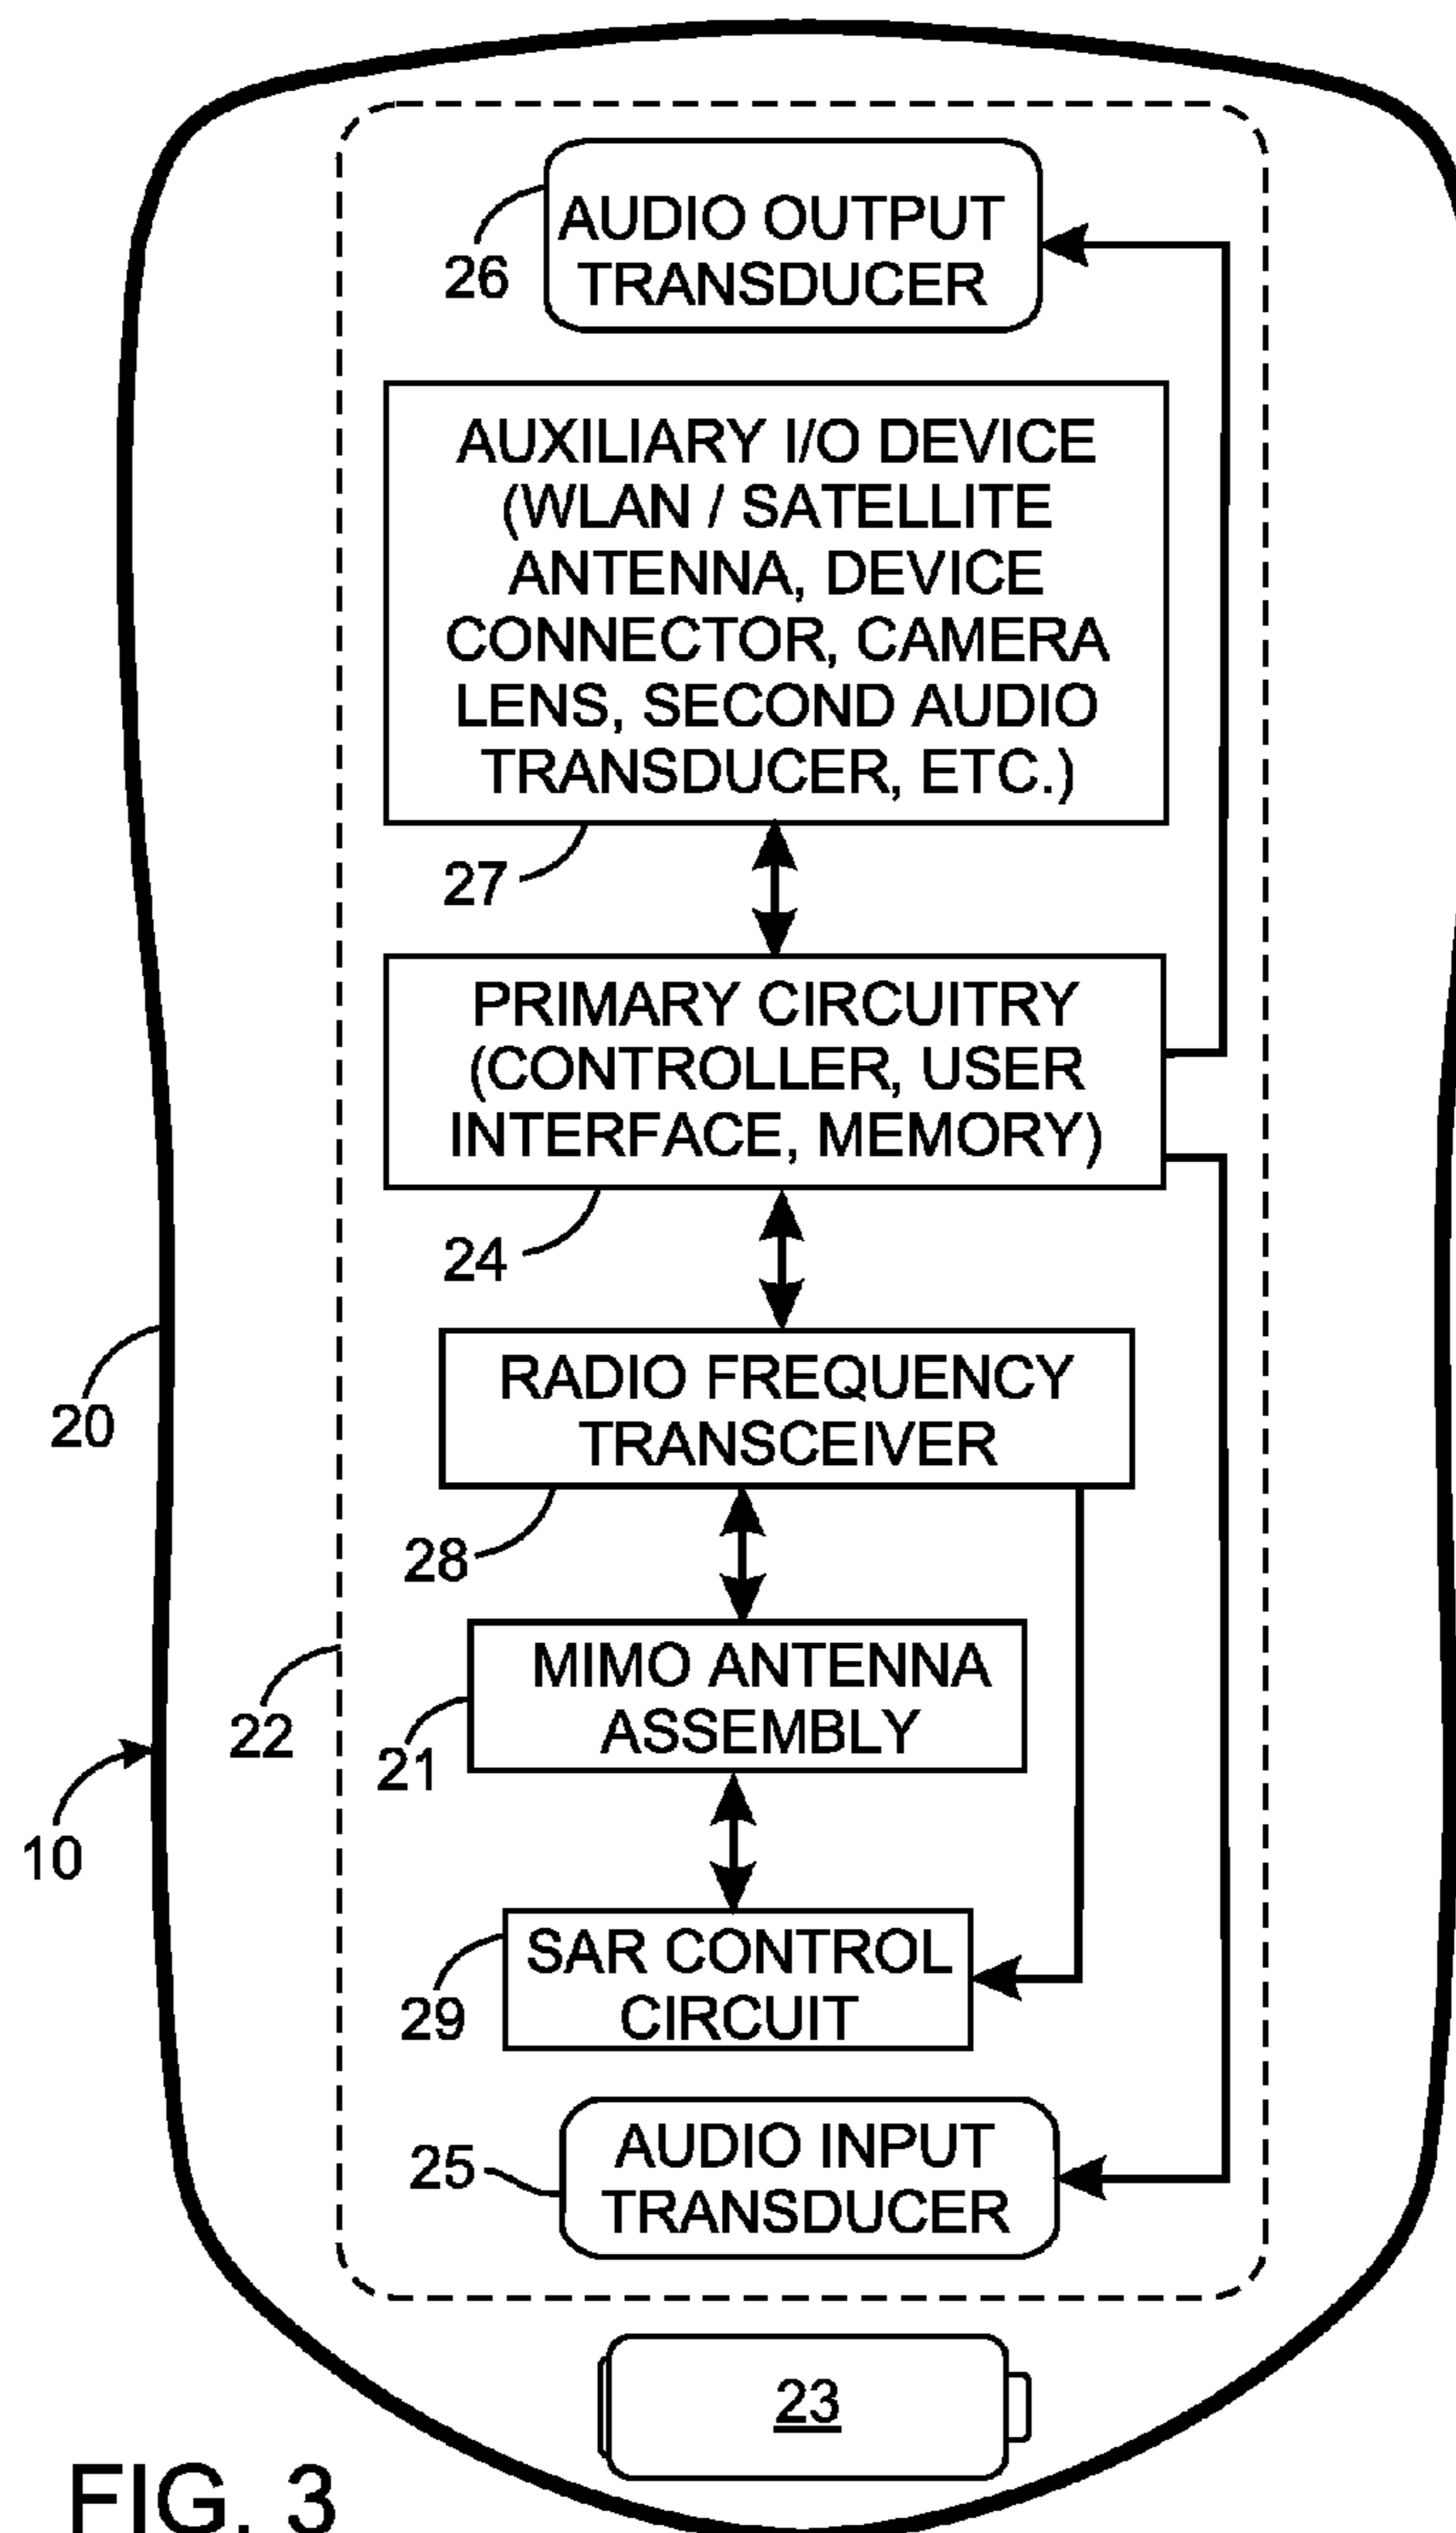 AUDIO OUTPUT
TRANSDUCER
26
AUXILIARY I/O DEVICE
(WLAN / SATELLITE
ANTENNA, DEVICE
CONNECTOR, CAMERA
LENS, SECOND AUDIO
TRANSDUCER, ETC.)
27
PRIMARY CIRCUITRY
(CONTROLLER, USER
INTERFACE, MEMORY)
24
20
RADIO FREQUENCY
TRANSCEIVER
28
MIMO ANTENNA
ASSEMBLY
22
21
10
SAR CONTROL
CIRCUIT
29
AUDIO INPUT
TRANSDUCER
25
23
FIG. 3